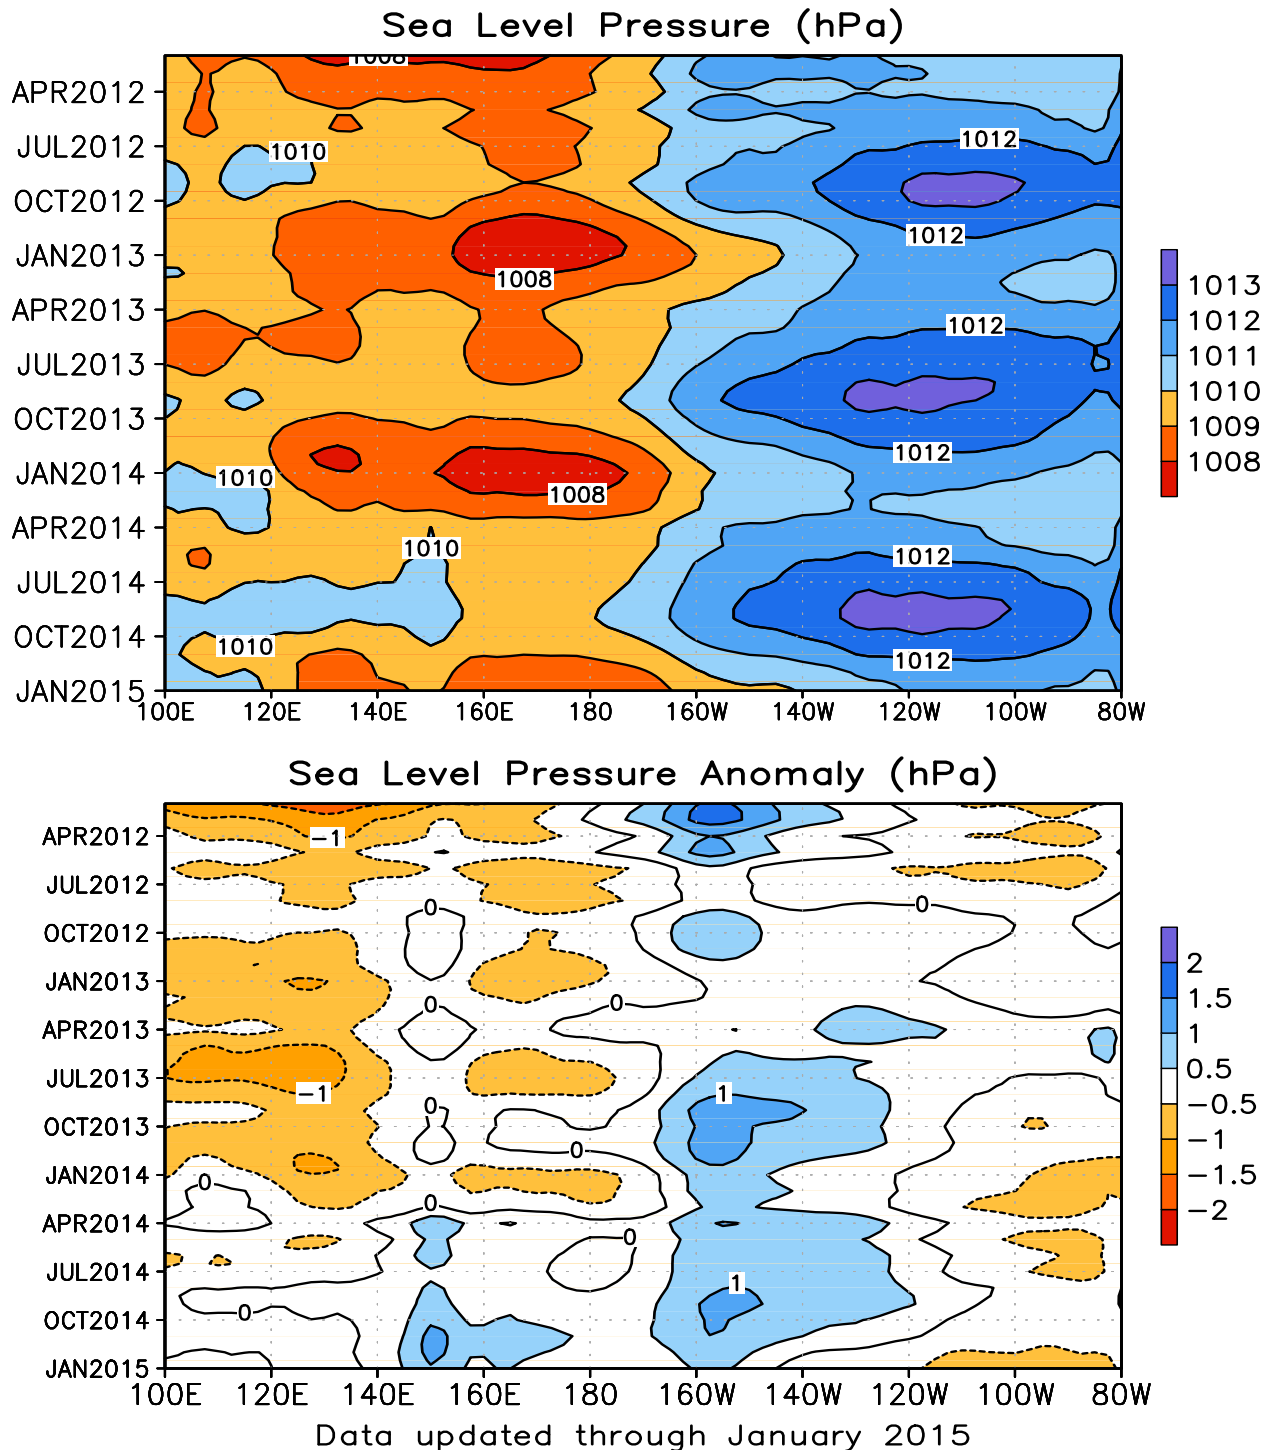 Sea Level Pressure (hPa)
1008
APR2012
JUL2012
1010
1012
OCT2012
1012
JAN2013
1008
APR2013
1012
JUL2013
OCT2013
1012
JAN2014
1010
1008
APR2014
1010
1012
JUL2014
OCT2014
1010
1012
JAN2015
100E 120E 140E 160E 180 160W 140W 120W 100W 80W
1013
1012
1011
1010
1009
1008
Sea Level Pressure Anomaly (hPa)
APR2012
-1
JUL2012
0
0
OCT2012
JAN2013
0
0
APR2013
JUL2013
-1
1
0
OCT2013
0
JAN2014
0
0
APR2014
0
JUL2014
1
0
OCT2014
JAN2015
100E 120E 140E 160E 180 160W 140W 120W 100W 80W
2
1.5
1
0.5
-0.5
-1
-1.5
-2
Data updated through January 2015